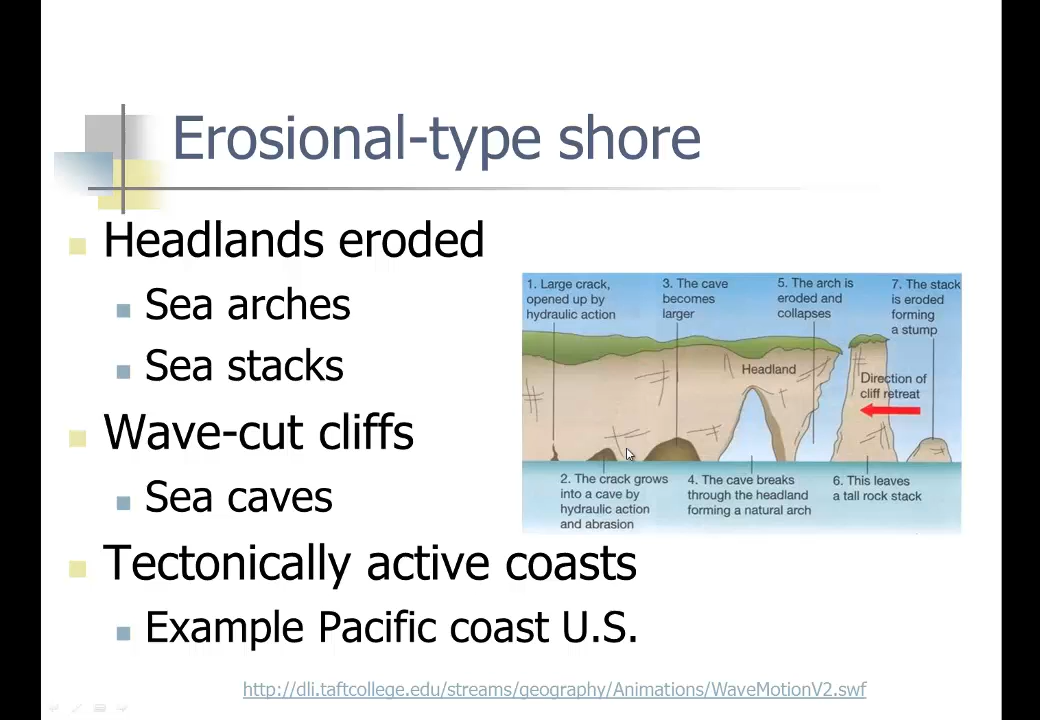 Erosional-type shore
Headlands eroded
Sea arches
Sea stacks
Wave-cut cliffs
Sea caves
Tectonically active coasts
Example Pacific coast U.S.
1. Large crack,
opened up by
hydraulic action
3. The cave
becomes
larger
5. The arch is
eroded and
collapses
7. The stack
is eroded
forming
a stump
Headland
Direction of
cliff retreat
2. The crack grows
into a cave by
hydraulic action
and abrasion
4. The cave breaks
through the headland
forming a natural arch
6. This leaves
a tall rock stack
http://dli.taftcollege.edu/streams/geography/Animations/WaveMotionV2.swf